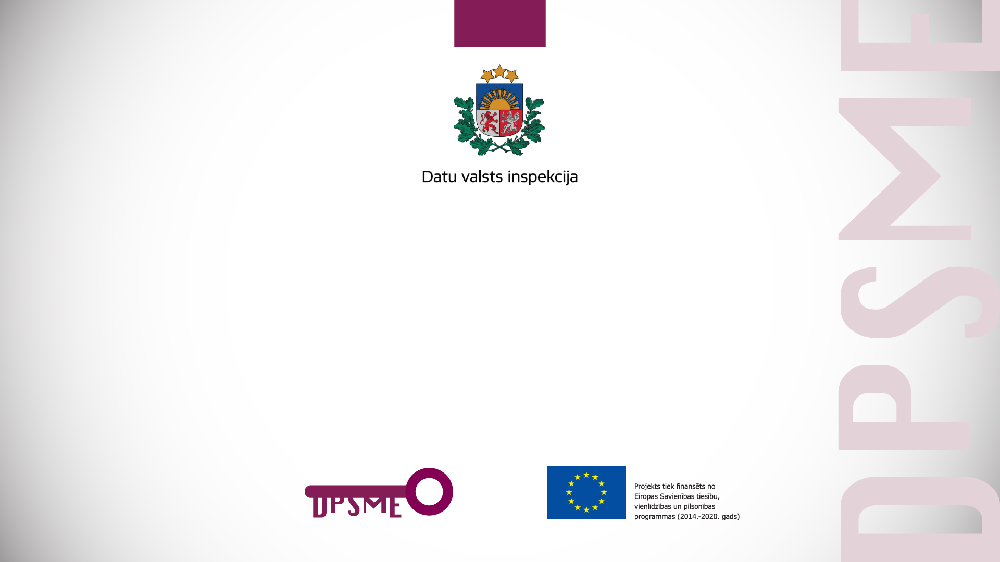 Datu valsts inspekcija
DPSME
Projekts tiek finansēts no
Eiropas Savienības tiesību,
vienlīdzības un pilsonības
programmas (2014.-2020. gads)
DPSME